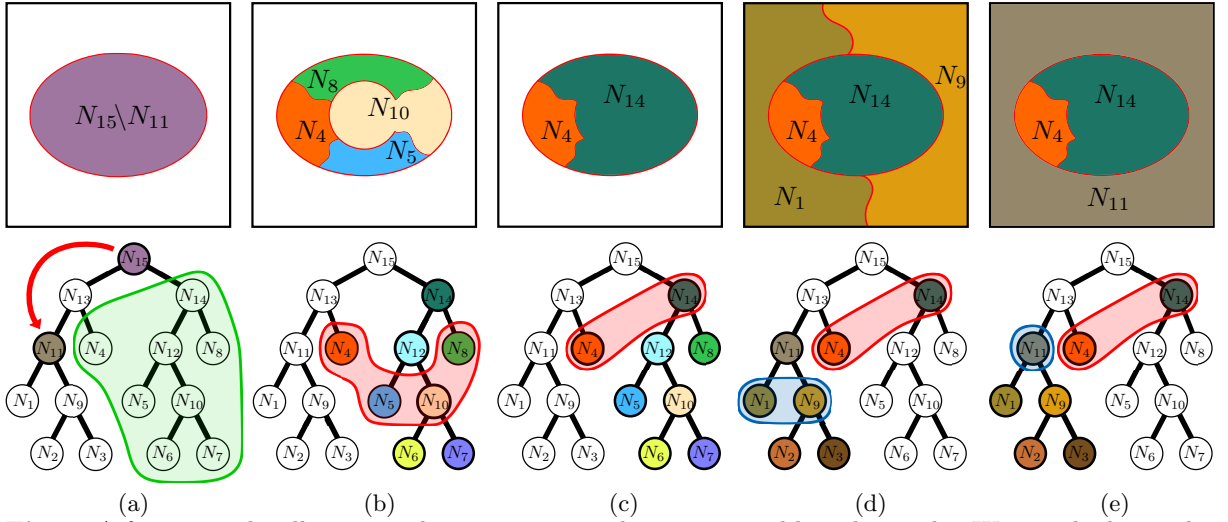 N₁₅\N₁₁
N₈
N₁₀
N₄
N₅
N₁₄
N₄
N₁₄
N₉
N₄
N₁
N₁₄
N₄
N₁₁
N₁₅ N₁₅ N₁₅ N₁₅ N₁₅
N₁₃ N₁₄ N₁₃ N₁₄ N₁₃ N₁₄ N₁₃ N₁₄ N₁₃ N₁₄
N₁₁ N₄ N₁₂ N₈ N₁₁ N₄ N₁₂ N₈ N₁₁ N₄ N₁₂ N₈ N₁₁ N₄ N₁₂ N₈ N₁₁ N₄ N₁₂ N₈
N₁ N₉ N₅ N₁₀ N₁ N₉ N₅ N₁₀ N₁ N₉ N₅ N₁₀ N₁ N₉ N₅ N₁₀ N₁ N₉ N₅ N₁₀
N₂ N₃ N₆ N₇ N₂ N₃ N₆ N₇ N₂ N₃ N₆ N₇ N₂ N₃ N₆ N₇ N₂ N₃ N₆ N₇
(a) (b) (c) (d) (e)